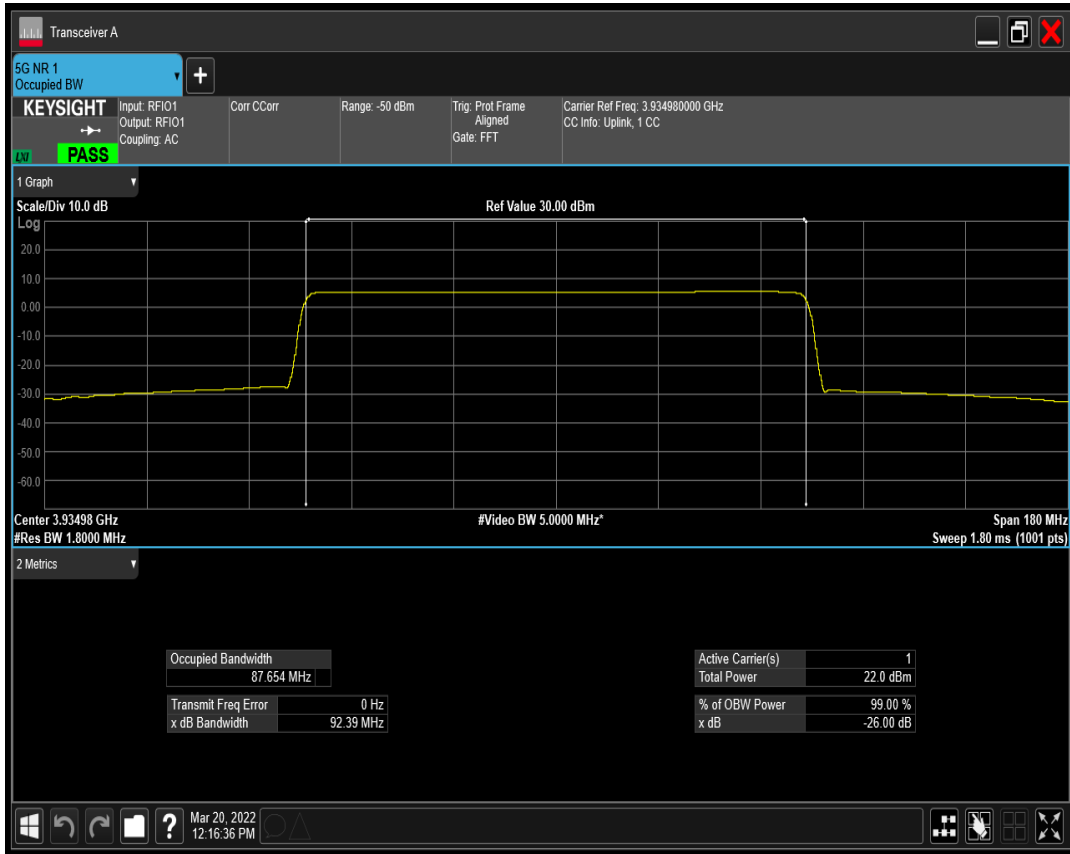 Transceiver A
5G NR 1
Occupied BW
+
KEYSIGHT
LXI
PASS
Input: RFIO1
Output: RFIO1
Coupling: AC
Corr CCorr
Range: -50 dBm
Trig: Prot Frame
Aligned
Gate: FFT
Carrier Ref Freq: 3.934980000 GHz
CC Info: Uplink, 1 CC
1 Graph
Scale/Div 10.0 dB
Ref Value 30.00 dBm
Log
20.0
10.0
0.00
-10.0
-20.0
-30.0
-40.0
-50.0
-60.0
Center 3.93498 GHz
#Video BW 5.0000 MHz*
Span 180 MHz
#Res BW 1.8000 MHz
Sweep 1.80 ms (1001 pts)
2 Metrics
Occupied Bandwidth
87.654 MHz
Transmit Freq Error 0 Hz
x dB Bandwidth 92.39 MHz
Active Carrier(s) 1
Total Power 22.0 dBm
% of OBW Power 99.00 %
x dB -26.00 dB
?
Mar 20, 2022
12:16:36 PM